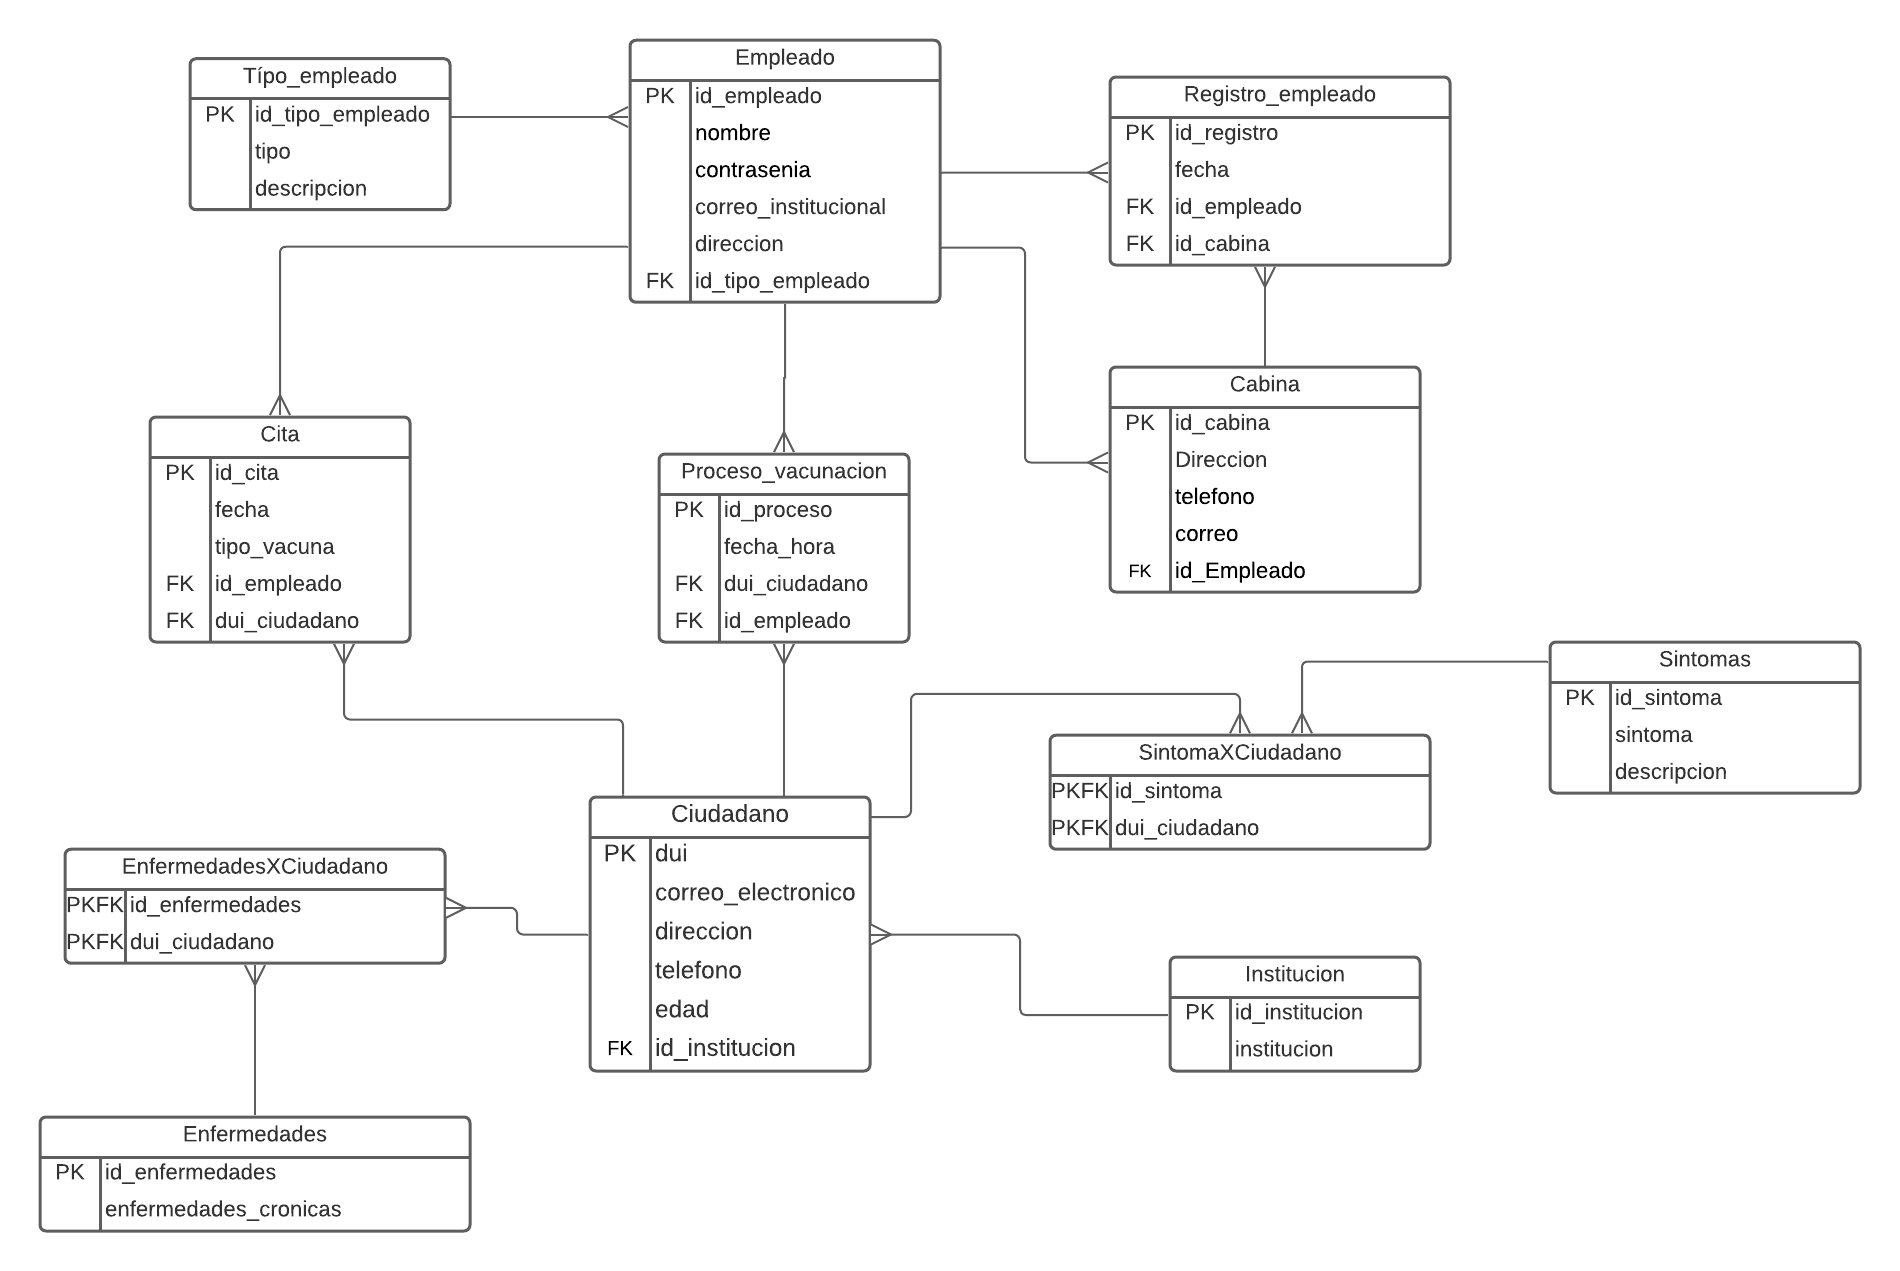 Típo_empleado
PK id_tipo_empleado
tipo
descripcion
Empleado
PK id_empleado
nombre
contrasenia
correo_institucional
direccion
FK id_tipo_empleado
Registro_empleado
PK id_registro
fecha
FK id_empleado
FK id_cabina
Cabina
PK id_cabina
Direccion
telefono
correo
FK id_Empleado
Cita
PK id_cita
fecha
tipo_vacuna
FK id_empleado
FK dui_ciudadano
Proceso_vacunacion
PK id_proceso
fecha_hora
FK dui_ciudadano
FK id_empleado
Sintomas
PK id_sintoma
sintoma
descripcion
SintomaXCiudadano
PKFK id_sintoma
PKFK dui_ciudadano
Ciudadano
PK dui
correo_electronico
direccion
telefono
edad
FK id_institucion
EnfermedadesXCiudadano
PKFK id_enfermedades
PKFK dui_ciudadano
Institucion
PK id_institucion
institucion
Enfermedades
PK id_enfermedades
enfermedades_cronicas